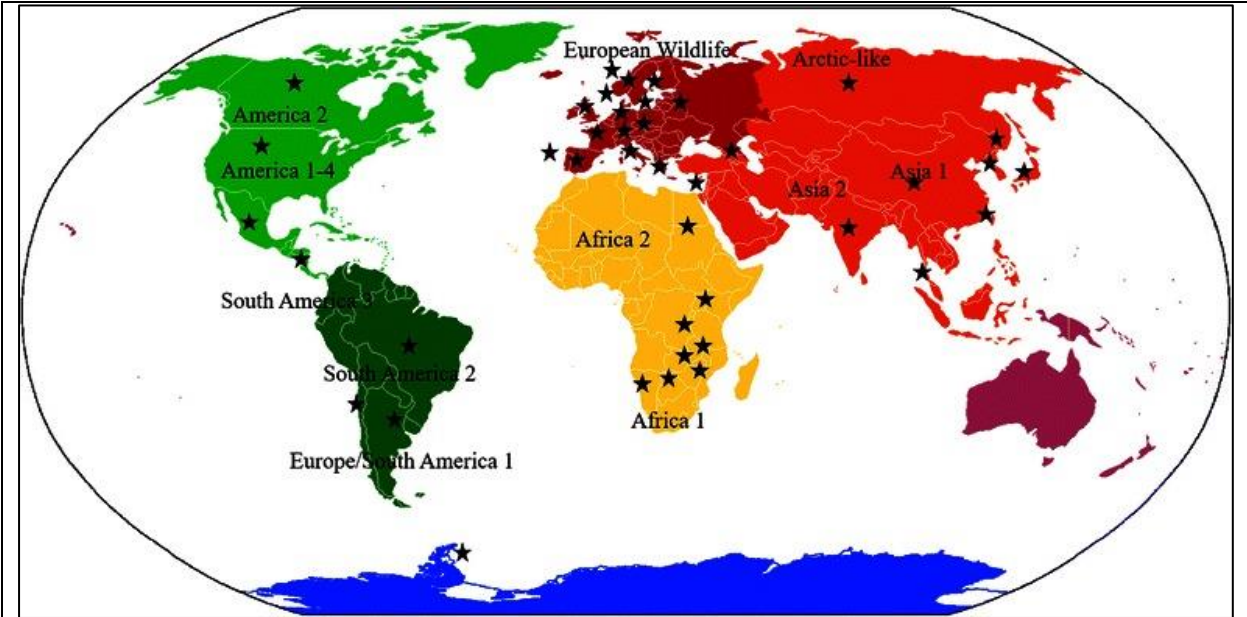 European Wildlife
Arctic-like
America 2
America 1-4
Asia 1
Asia 2
Africa 2
South America 3
South America 2
Africa 1
Europe/South America 1